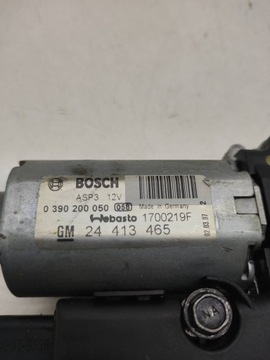 BOSCH
ASP3 12V
0 390 200 050 Made in Germany
Webasto 1700219F
GM 24 413 465